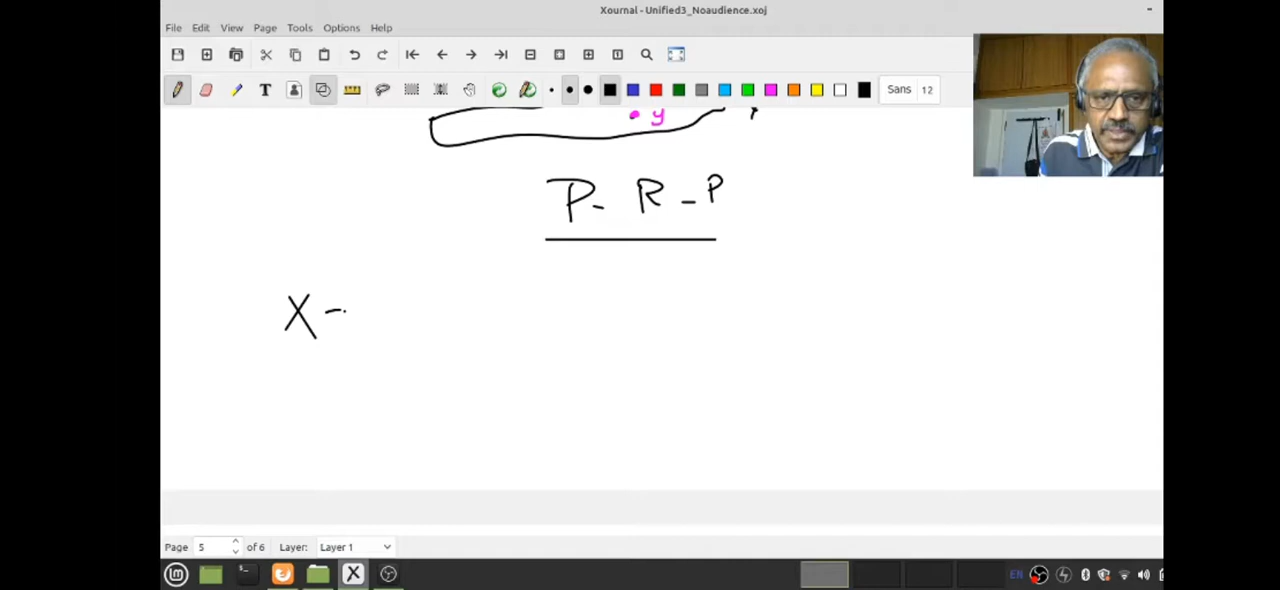 Xournal - Unified3_Noaudience.xoj
File Edit View Page Tools Options Help
Sans 12
y
P - R - P
X -
Page 5 of 6 Layer: Layer 1
EN